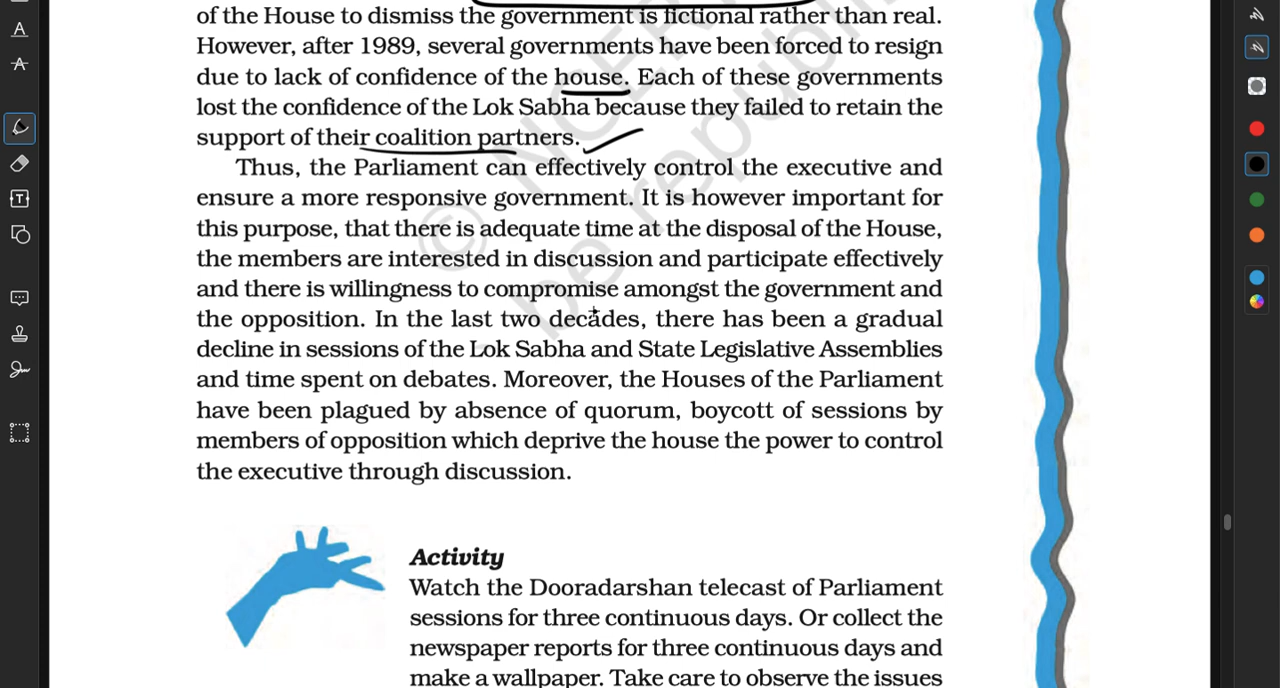 of the House to dismiss the government is fictional rather than real.
However, after 1989, several governments have been forced to resign
due to lack of confidence of the house. Each of these governments
lost the confidence of the Lok Sabha because they failed to retain the
support of their coalition partners.
Thus, the Parliament can effectively control the executive and
ensure a more responsive government. It is however important for
this purpose, that there is adequate time at the disposal of the House,
the members are interested in discussion and participate effectively
and there is willingness to compromise amongst the government and
the opposition. In the last two decades, there has been a gradual
decline in sessions of the Lok Sabha and State Legislative Assemblies
and time spent on debates. Moreover, the Houses of the Parliament
have been plagued by absence of quorum, boycott of sessions by
members of opposition which deprive the house the power to control
the executive through discussion.
Activity
Watch the Dooradarshan telecast of Parliament
sessions for three continuous days. Or collect the
newspaper reports for three continuous days and
make a wallpaper. Take care to observe the issues
© NCER
be republi
A
A
T